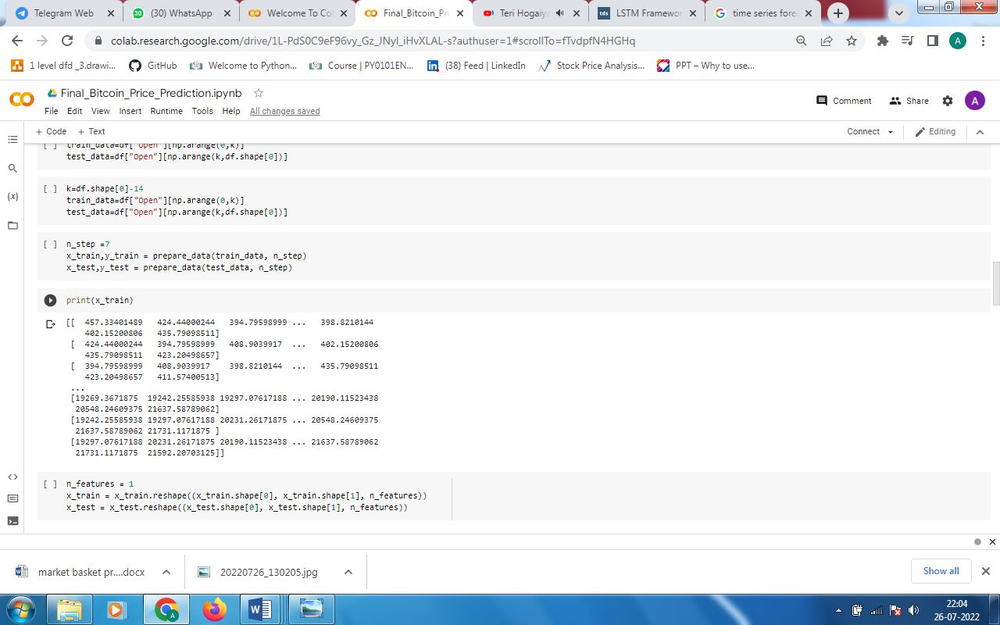 Telegram Web
(30) WhatsApp
Welcome To Col
Final_Bitcoin_Pri
Teri Hogaiya
LSTM Framewor
time series fore
colab.research.google.com/drive/1L-PdS0C9eF96vy_Gz_JNyl_iHvXLAL-s?authuser=1#scrollTo=fTvdpfN4HGHq
1 level dfd _3.drawi...
GitHub
Welcome to Python...
Course | PY0101EN...
(38) Feed | LinkedIn
Stock Price Analysis...
PPT – Why to use...
Final_Bitcoin_Price_Prediction.ipynb
File Edit View Insert Runtime Tools Help All changes saved
Comment Share A
+ Code + Text
Connect Editing
[ ] train_data=df["Open"][np.arange(0,k)]
test_data=df["Open"][np.arange(k,df.shape[0])]
[ ] k=df.shape[0]-14
train_data=df["Open"][np.arange(0,k)]
test_data=df["Open"][np.arange(k,df.shape[0])]
[ ] n_step =7
x_train,y_train = prepare_data(train_data, n_step)
x_test,y_test = prepare_data(test_data, n_step)
print(x_train)
[[ 457.33401489 424.44000244 394.79598999 ... 398.8210144
402.15200806 435.79098511]
[ 424.44000244 394.79598999 408.9039917 ... 402.15200806
435.79098511 423.20498657]
[ 394.79598999 408.9039917 398.8210144 ... 435.79098511
423.20498657 411.57400513]
...
[19269.3671875 19242.25585938 19297.07617188 ... 20190.11523438
20548.24609375 21637.58789062]
[19242.25585938 19297.07617188 20231.26171875 ... 20548.24609375
21637.58789062 21731.1171875 ]
[19297.07617188 20231.26171875 20190.11523438 ... 21637.58789062
21731.1171875 21592.20703125]]
[ ] n_features = 1
x_train = x_train.reshape((x_train.shape[0], x_train.shape[1], n_features))
x_test = x_test.reshape((x_test.shape[0], x_test.shape[1], n_features))
market basket pr....docx
20220726_130205.jpg
Show all
22:04
26-07-2022